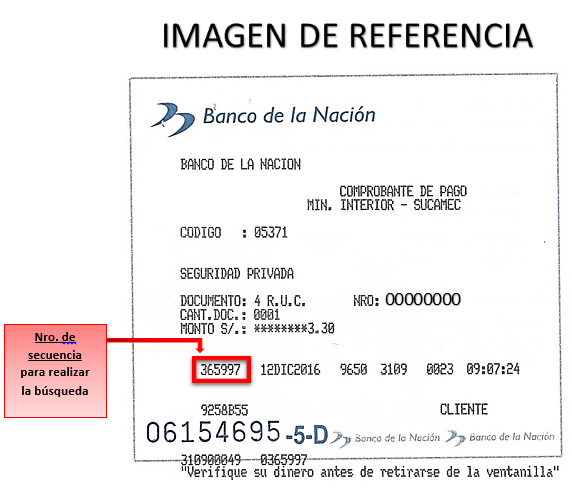 IMAGEN DE REFERENCIA
Banco de la Nación
BANCO DE LA NACION
COMPROBANTE DE PAGO
MIN. INTERIOR - SUCAMEC
CODIGO : 05371
SEGURIDAD PRIVADA
DOCUMENTO: 4 R.U.C. NRO: 00000000
CANT.DOC.: 0001
MONTO S/.: ********3.30
Nro. de
secuencia
para realizar
la búsqueda
365997 12DIC2016 9650 3109 0023 09:07:24
9258B55 CLIENTE
06154695-5-D Banco de la Nación Banco de la Nación
310900049 0365997
"Verifique su dinero antes de retirarse de la ventanilla"